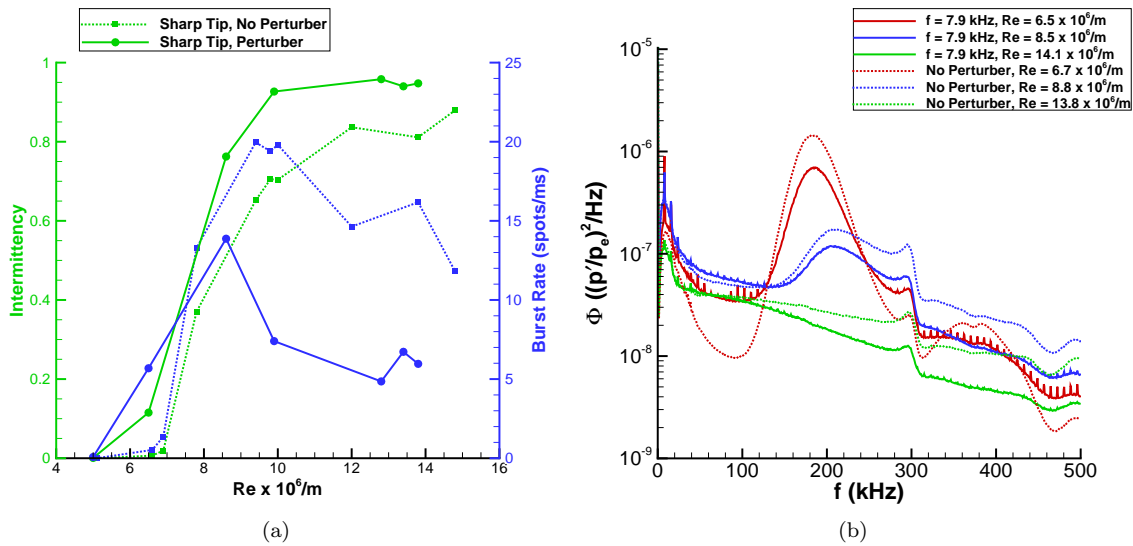 Sharp Tip, No Perturber
Sharp Tip, Perturber
Intermittency
1
0.8
0.6
0.4
0.2
0
25
20
15
10
5
0
Burst Rate (spots/ms)
4 6 8 10 12 14 16
Re x 10⁶/m
(a)
f = 7.9 kHz, Re = 6.5 x 10⁶/m
f = 7.9 kHz, Re = 8.5 x 10⁶/m
f = 7.9 kHz, Re = 14.1 x 10⁶/m
No Perturber, Re = 6.7 x 10⁶/m
No Perturber, Re = 8.8 x 10⁶/m
No Perturber, Re = 13.8 x 10⁶/m
Φ ((p'/pₑ)²/Hz)
10⁻⁵
10⁻⁶
10⁻⁷
10⁻⁸
10⁻⁹
0 100 200 300 400 500
f (kHz)
(b)